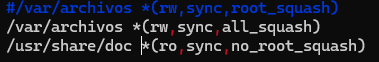 #/var/archivos *(rw,sync,root_squash)
/var/archivos *(rw,sync,all_squash)
/usr/share/doc *(ro,sync,no_root_squash)